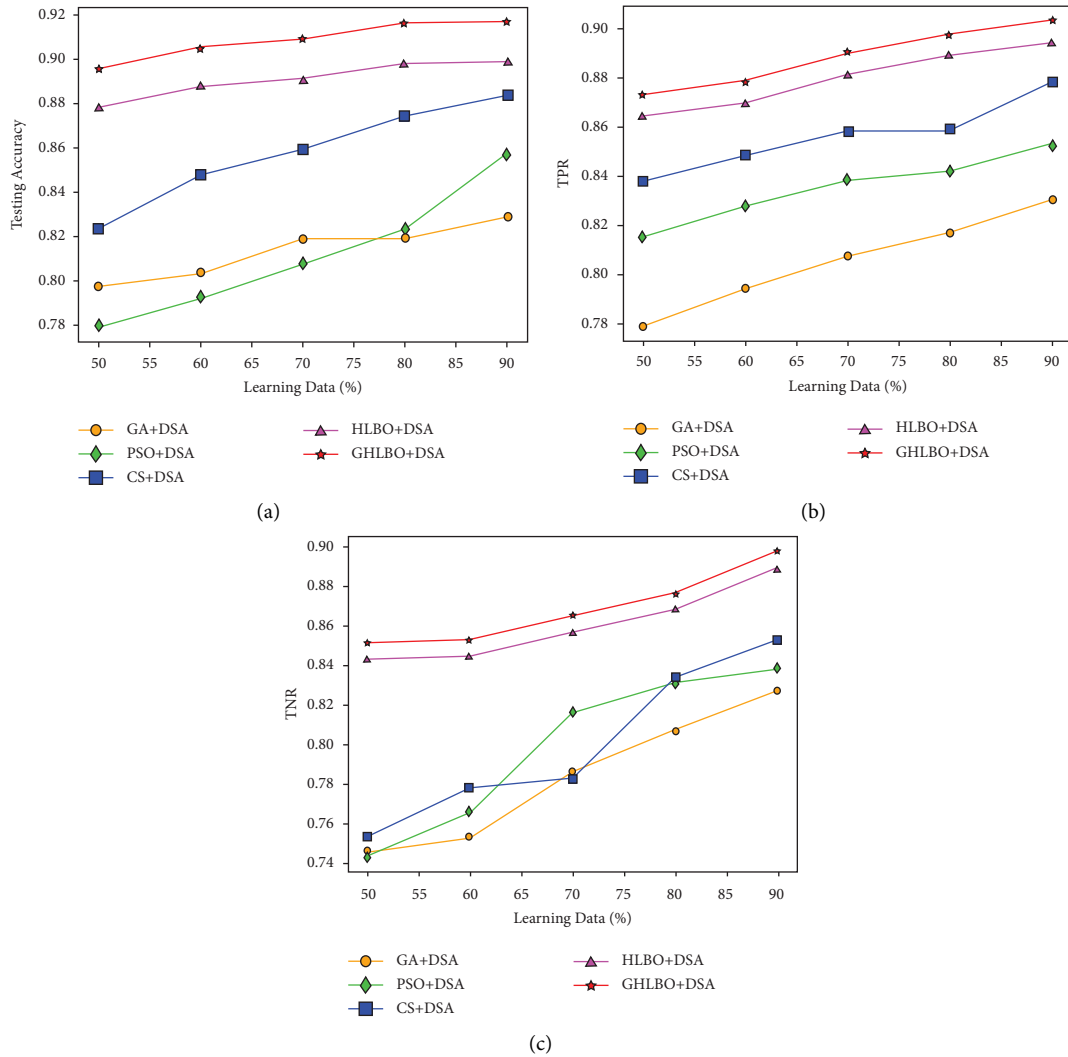 0.92
0.90
0.88
0.86
0.84
0.82
0.80
0.78
Testing Accuracy
50 55 60 65 70 75 80 85 90
Learning Data (%)
GA+DSA
PSO+DSA
CS+DSA
HLBO+DSA
GHLBO+DSA
(a)
0.90
0.88
0.86
0.84
0.82
0.80
0.78
TPR
50 55 60 65 70 75 80 85 90
Learning Data (%)
GA+DSA
PSO+DSA
CS+DSA
HLBO+DSA
GHLBO+DSA
(b)
0.90
0.88
0.86
0.84
0.82
0.80
0.78
0.76
0.74
TNR
50 55 60 65 70 75 80 85 90
Learning Data (%)
GA+DSA
PSO+DSA
CS+DSA
HLBO+DSA
GHLBO+DSA
(c)